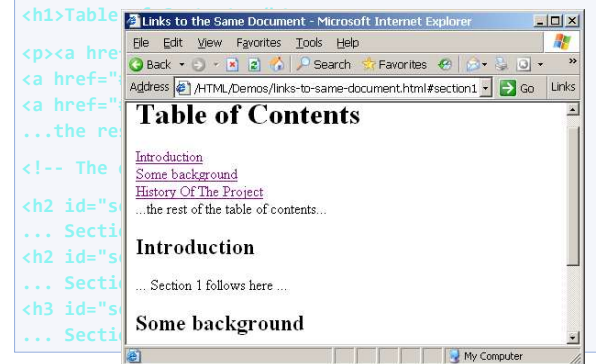 <h1>Table
<p><a hre
<a href="
<a href="
...the re
<!-- The
<h2 id="s
... Secti
<h2 id="s
... Secti
<h3 id="s
... Secti
Links to the Same Document - Microsoft Internet Explorer
File Edit View Favorites Tools Help
Back Search Favorites »
Address /HTML/Demos/links-to-same-document.html#section1 Go Links
Table of Contents
Introduction
Some background
History Of The Project
...the rest of the table of contents...
Introduction
... Section 1 follows here ...
Some background
My Computer